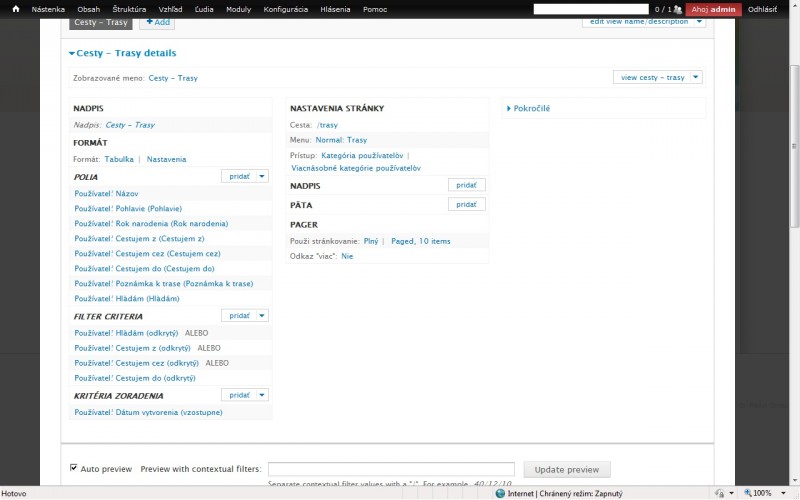 Nástenka Obsah Štruktúra Vzhľad Ľudia Moduly Konfigurácia Hlásenia Pomoc 0 / 1 Ahoj admin Odhlásiť
Cesty - Trasy +Add edit view name/description
Cesty - Trasy details
Zobrazované meno: Cesty - Trasy view cesty - trasy
NADPIS
Nadpis: Cesty - Trasy
FORMÁT
Formát: Tabulka | Nastavenia
POLIA pridať
Používateľ: Názov
Používateľ: Pohlavie (Pohlavie)
Používateľ: Rok narodenia (Rok narodenia)
Používateľ: Cestujem z (Cestujem z)
Používateľ: Cestujem cez (Cestujem cez)
Používateľ: Cestujem do (Cestujem do)
Používateľ: Poznámka k trase (Poznámka k trase)
Používateľ: Hľadám (Hľadám)
FILTER CRITERIA pridať
Používateľ: Hľadám (odkrytý) ALEBO
Používateľ: Cestujem z (odkrytý) ALEBO
Používateľ: Cestujem cez (odkrytý) ALEBO
Používateľ: Cestujem do (odkrytý)
KRITÉRIA ZORADENIA pridať
Používateľ: Dátum vytvorenia (vzostupne)
NASTAVENIA STRÁNKY
Cesta: /trasy
Menu: Normal: Trasy
Prístup: Kategória používateľov |
Viacnásobné kategórie používateľov
NADPIS pridať
PÄTA pridať
PAGER
Použi stránkovanie: Plný | Paged, 10 items
Odkaz "viac": Nie
Pokročilé
Auto preview Preview with contextual filters: Update preview
Separate contextual filter values with a "/". For example, 40/12/10.
Hotovo Internet | Chránený režim: Zapnutý 100%